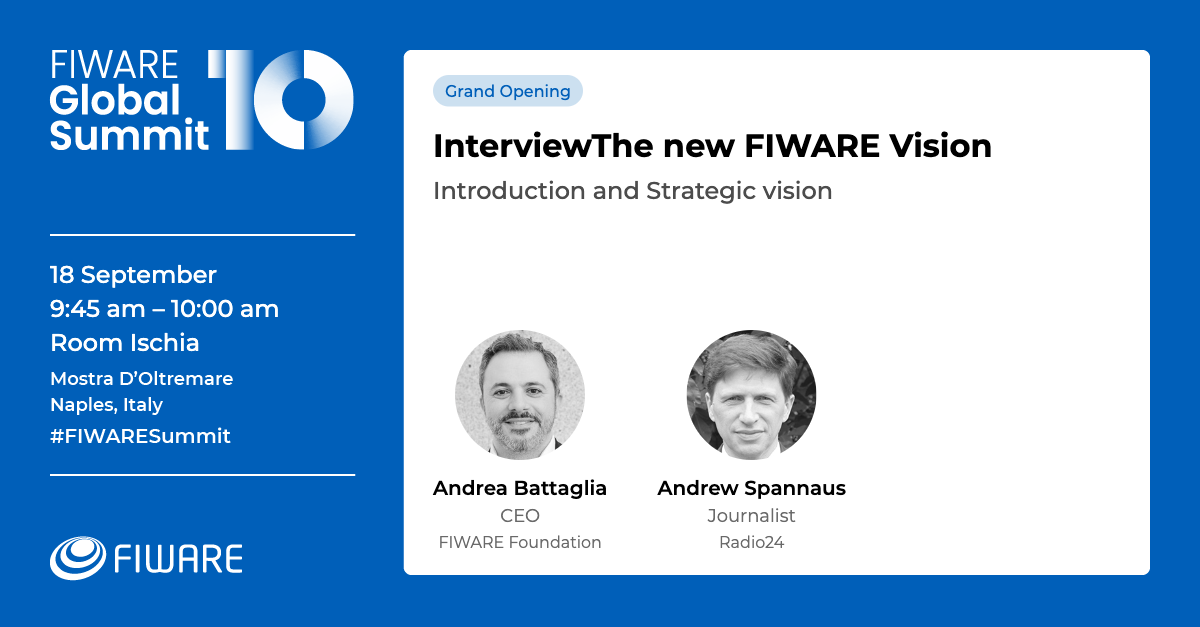 FIWARE
Global
Summit
10
18 September
9:45 am – 10:00 am
Room Ischia
Mostra D’Oltremare
Naples, Italy
#FIWARESummit
FIWARE
Grand Opening
InterviewThe new FIWARE Vision
Introduction and Strategic vision
Andrea Battaglia
CEO
FIWARE Foundation
Andrew Spannaus
Journalist
Radio24